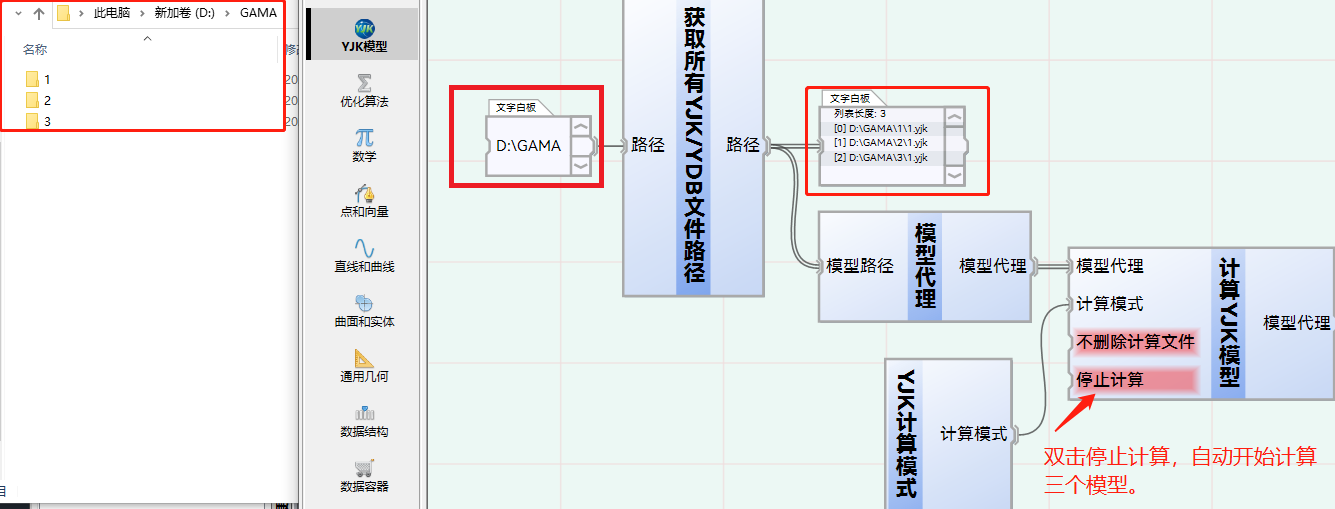 此电脑 新加卷 (D:) GAMA
名称
1
2
3
20
20
20
YJK
YJK模型
优化算法
数学
点和向量
直线和曲线
曲面和实体
通用几何
数据结构
数据容器
文字白板
D:\GAMA
路径
获取所有YJK/YDB文件路径
路径
文字白板
列表长度: 3
[0] D:\GAMA\1\1.yjk
[1] D:\GAMA\2\1.yjk
[2] D:\GAMA\3\1.yjk
模型路径
模型代理
模型代理
模型代理
计算模式
不删除计算文件
停止计算
计算YJK模型
模型代理
YJK计算模式
计算模式
双击停止计算，自动开始计算
三个模型。